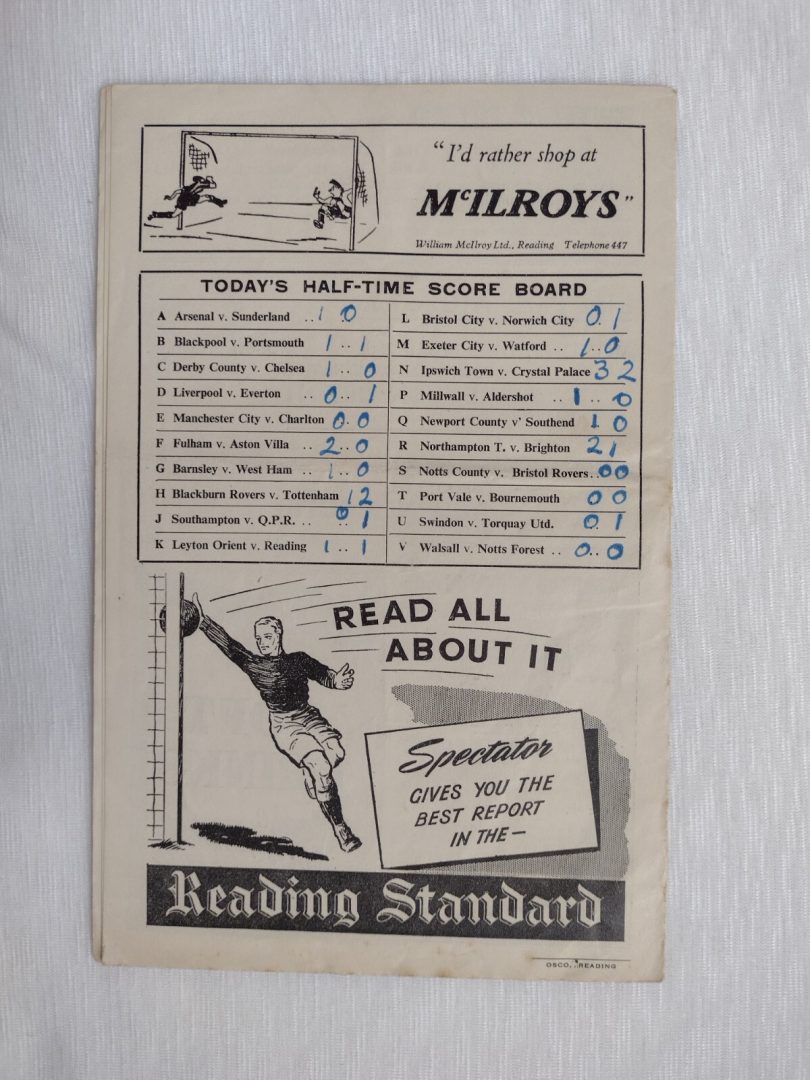 "I'd rather shop at
McILROYS"
William McIlroy Ltd., Reading Telephone 447
TODAY'S HALF-TIME SCORE BOARD
A Arsenal v. Sunderland .. 1 0
B Blackpool v. Portsmouth 1 .. 1
C Derby County v. Chelsea 1 .. 0
D Liverpool v. Everton .. 0 .. 1
E Manchester City v. Charlton 0 . 0
F Fulham v. Aston Villa .. 2 .. 0
G Barnsley v. West Ham .. 1 .. 0
H Blackburn Rovers v. Tottenham 1 2
J Southampton v. Q.P.R. .. 0 . 1
K Leyton Orient v. Reading 1 .. 1
L Bristol City v. Norwich City 0 . 1
M Exeter City v. Watford .. 1 . 0
N Ipswich Town v. Crystal Palace 3 2
P Millwall v. Aldershot .. 1 .. 0
Q Newport County v' Southend 1 0
R Northampton T. v. Brighton 2 1
S Notts County v. Bristol Rovers .. 0 0
T Port Vale v. Bournemouth 0 0
U Swindon v. Torquay Utd. 0 . 1
V Walsall v. Notts Forest .. 0 .. 0
READ ALL
ABOUT IT
Spectator
GIVES YOU THE
BEST REPORT
IN THE —
Reading Standard
OSCO, READING